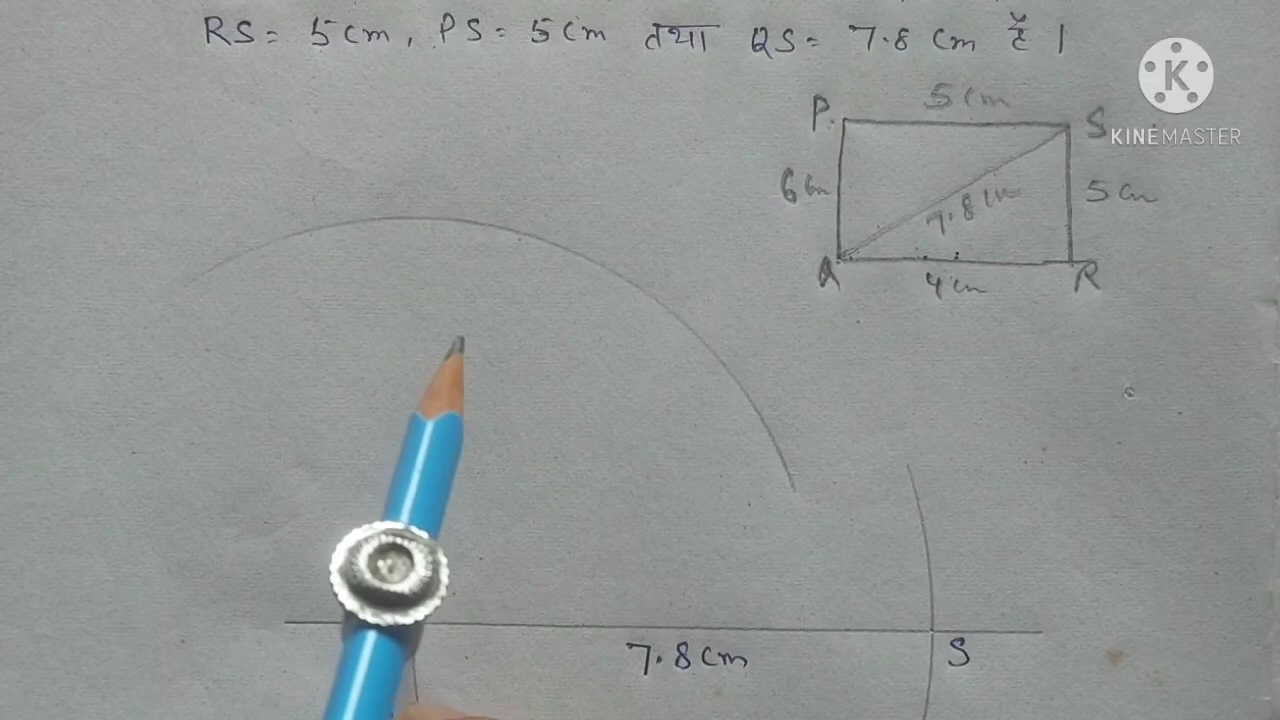 RS = 5 cm, PS = 5 cm तथा QS = 7.8 cm है।
5 cm
P.
S
K
KINEMASTER
6 cm
7.8 cm
5 cm
Q
4 cm
R
7.8 cm
S